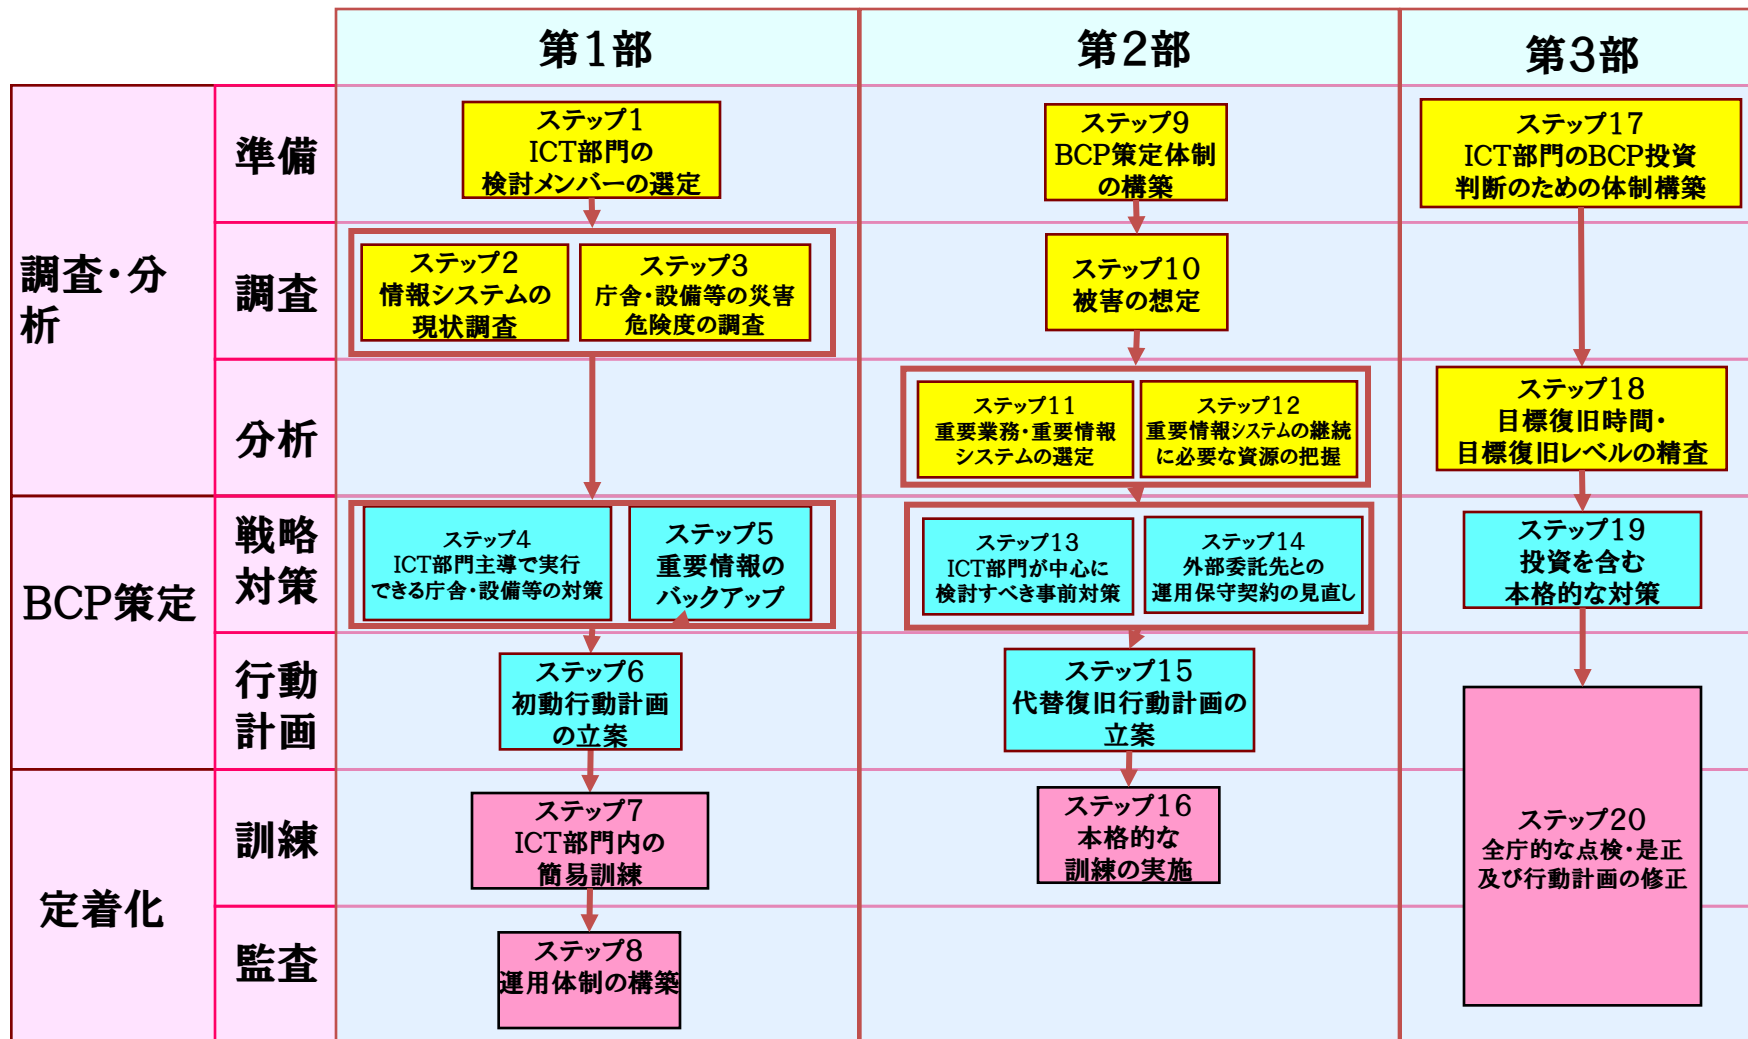 第1部
第2部
第3部
調査・分
析
準備
ステップ1
ICT部門の
検討メンバーの選定
ステップ9
BCP策定体制
の構築
ステップ17
ICT部門のBCP投資
判断のための体制構築
調査
ステップ2
情報システムの
現状調査
ステップ3
庁舎・設備等の災害
危険度の調査
ステップ10
被害の想定
分析
ステップ11
重要業務・重要情報
システムの選定
ステップ12
重要情報システムの継続
に必要な資源の把握
ステップ18
目標復旧時間・
目標復旧レベルの精査
BCP策定
戦略
対策
ステップ4
ICT部門主導で実行
できる庁舎・設備等の対策
ステップ5
重要情報の
バックアップ
ステップ13
ICT部門が中心に
検討すべき事前対策
ステップ14
外部委託先との
運用保守契約の見直し
ステップ19
投資を含む
本格的な対策
行動
計画
ステップ6
初動行動計画
の立案
ステップ15
代替復旧行動計画の
立案
定着化
訓練
ステップ7
ICT部門内の
簡易訓練
ステップ16
本格的な
訓練の実施
ステップ20
全庁的な点検・是正
及び行動計画の修正
監査
ステップ8
運用体制の構築